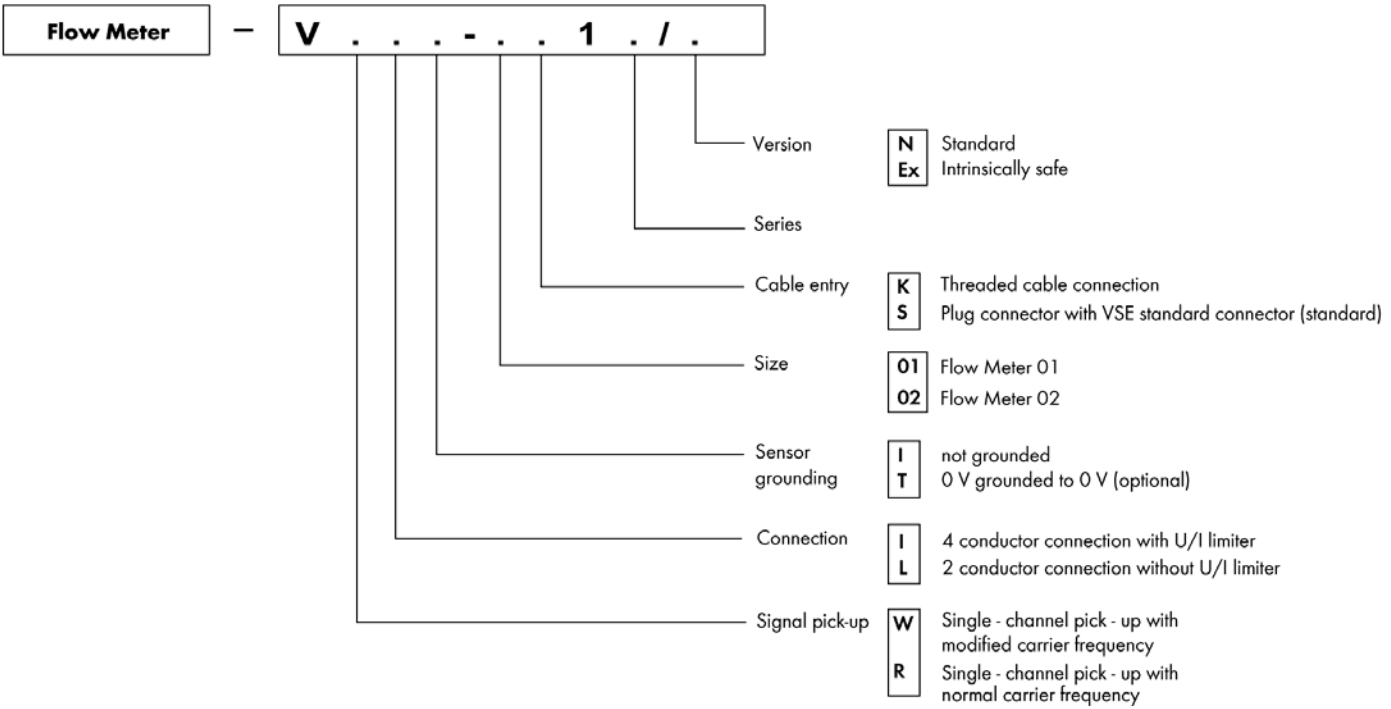 Flow Meter – V . . . - . . 1 . / .
Version N Standard
Ex Intrinsically safe
Series
Cable entry K Threaded cable connection
S Plug connector with VSE standard connector (standard)
Size 01 Flow Meter 01
02 Flow Meter 02
Sensor I not grounded
grounding T 0 V grounded to 0 V (optional)
Connection I 4 conductor connection with U/I limiter
L 2 conductor connection without U/I limiter
Signal pick-up W Single - channel pick - up with
modified carrier frequency
R Single - channel pick - up with
normal carrier frequency